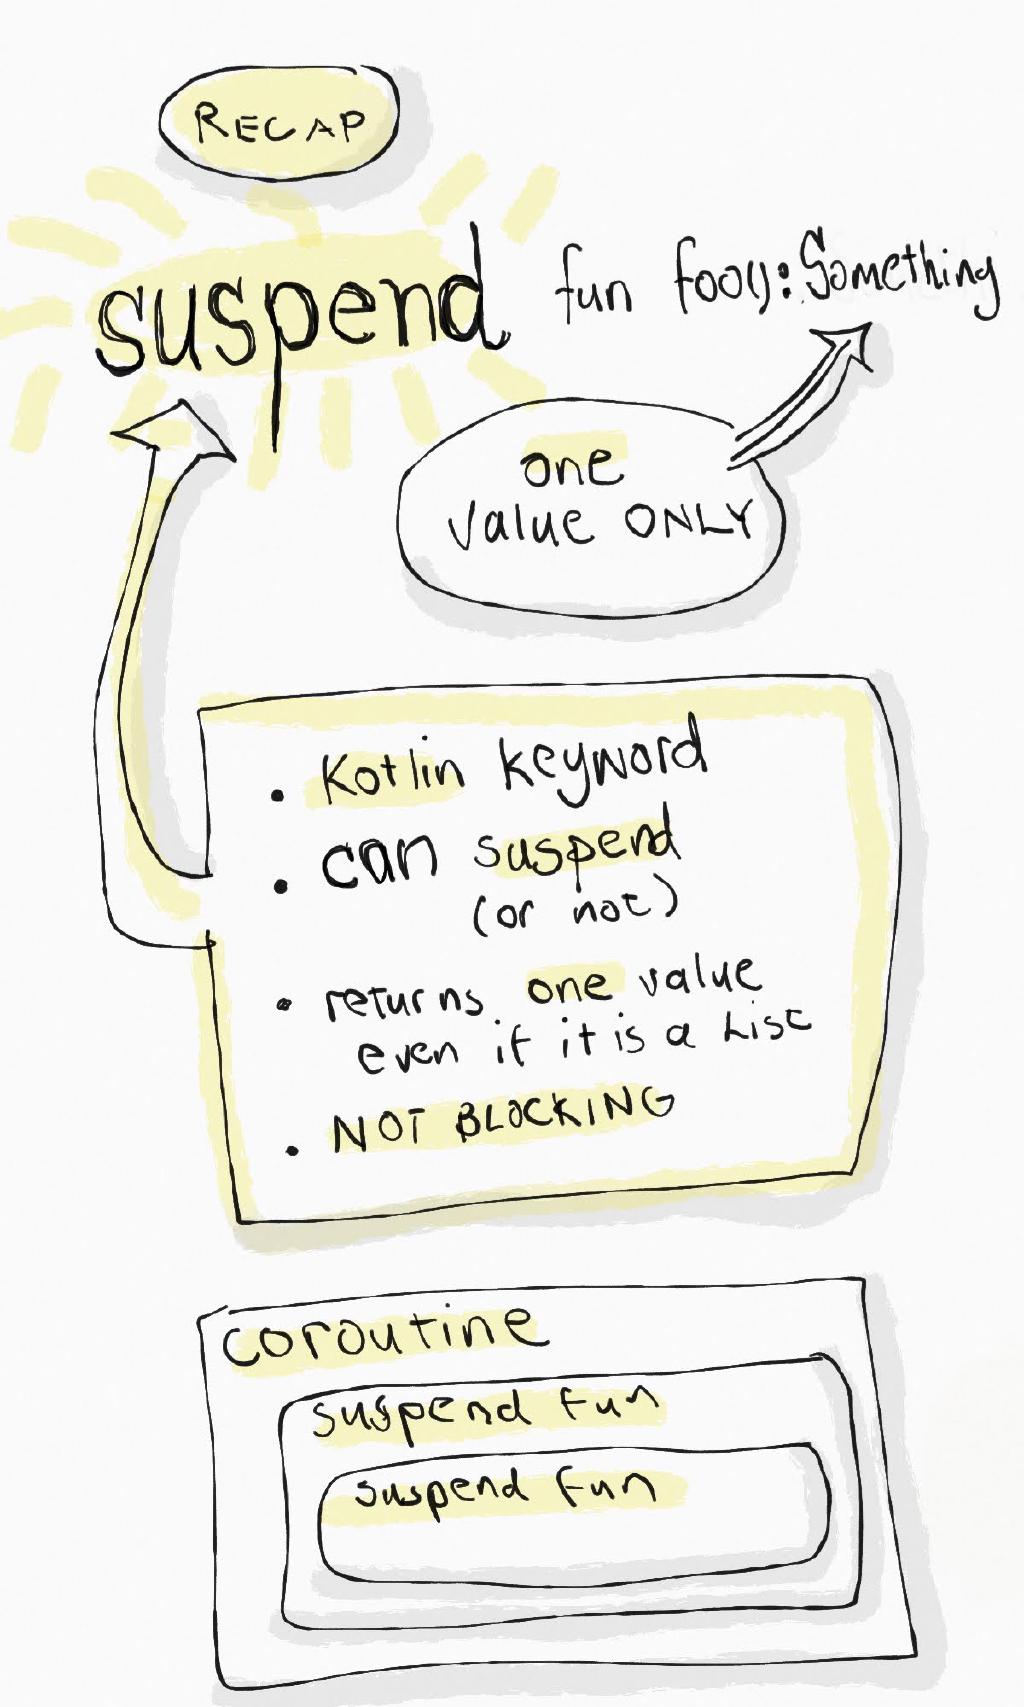 RECAP
suspend fun foo(): Something
one
value ONLY
• Kotlin keyword
• can suspend
(or not)
• returns one value
even if it is a List
• NOT BLOCKING
coroutine
suspend fun
suspend fun